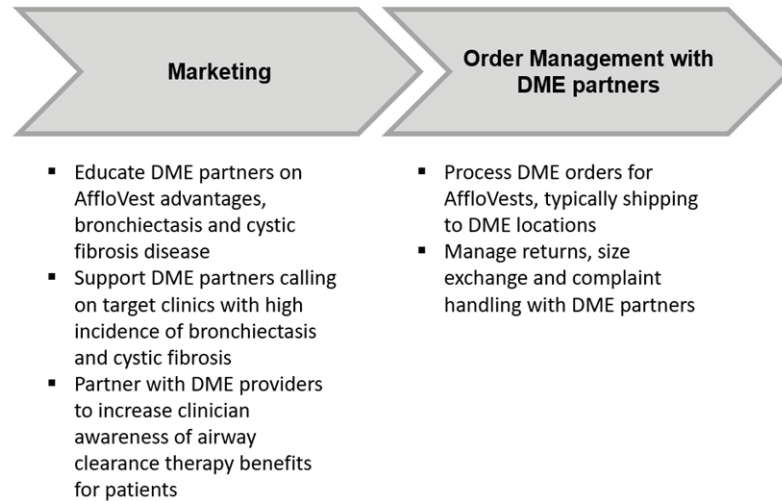 Marketing
▪ Educate DME partners on
AffloVest advantages,
bronchiectasis and cystic
fibrosis disease
▪ Support DME partners calling
on target clinics with high
incidence of bronchiectasis
and cystic fibrosis
▪ Partner with DME providers
to increase clinician
awareness of airway
clearance therapy benefits
for patients
Order Management with
DME partners
▪ Process DME orders for
AffloVests, typically shipping
to DME locations
▪ Manage returns, size
exchange and complaint
handling with DME partners